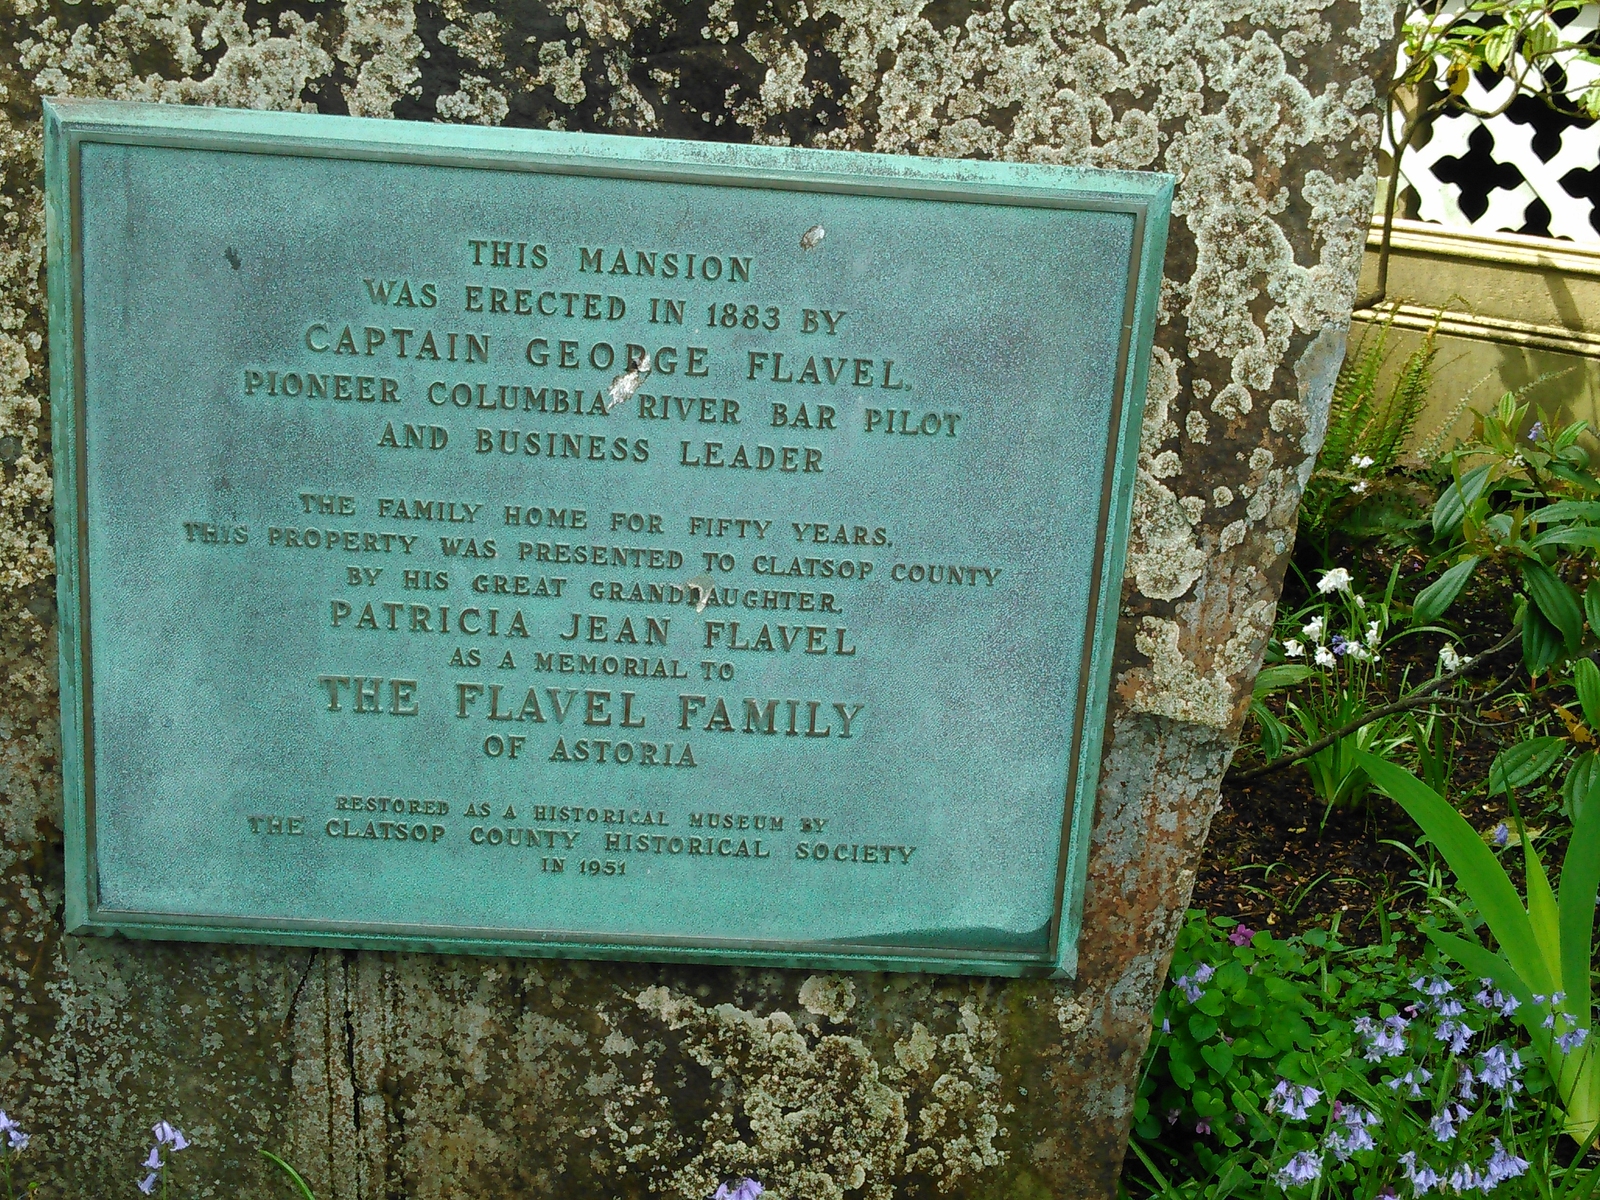 THIS MANSION
WAS ERECTED IN 1883 BY
CAPTAIN GEORGE FLAVEL,
PIONEER COLUMBIA RIVER BAR PILOT
AND BUSINESS LEADER
THE FAMILY HOME FOR FIFTY YEARS.
THIS PROPERTY WAS PRESENTED TO CLATSOP COUNTY
BY HIS GREAT GRANDDAUGHTER,
PATRICIA JEAN FLAVEL
AS A MEMORIAL TO
THE FLAVEL FAMILY
OF ASTORIA
RESTORED AS A HISTORICAL MUSEUM BY
THE CLATSOP COUNTY HISTORICAL SOCIETY
IN 1951